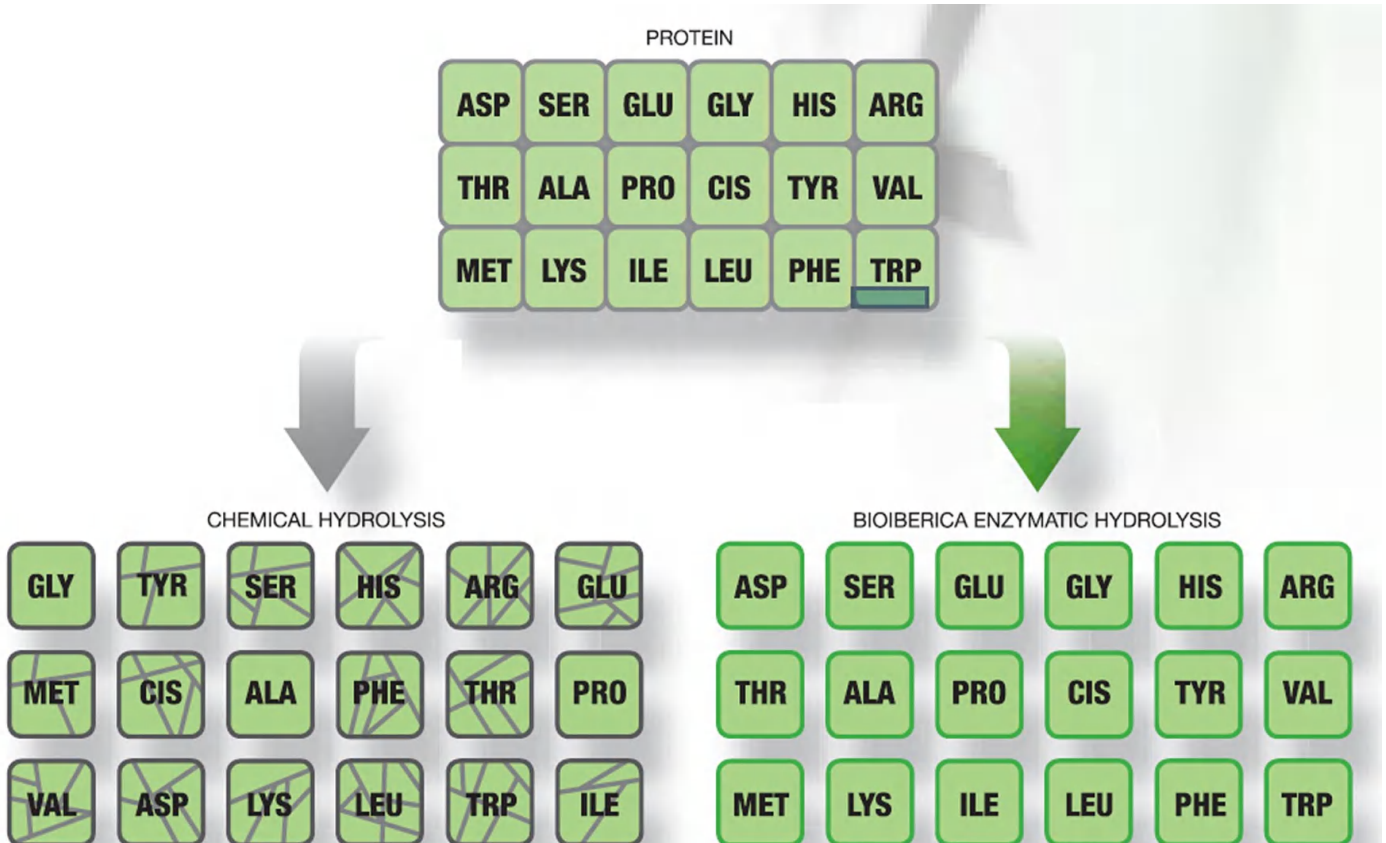 PROTEIN
ASP SER GLU GLY HIS ARG
THR ALA PRO CIS TYR VAL
MET LYS ILE LEU PHE TRP
CHEMICAL HYDROLYSIS
GLY TYR SER HIS ARG GLU
MET CIS ALA PHE THR PRO
VAL ASP LYS LEU TRP ILE
BIOIBERICA ENZYMATIC HYDROLYSIS
ASP SER GLU GLY HIS ARG
THR ALA PRO CIS TYR VAL
MET LYS ILE LEU PHE TRP